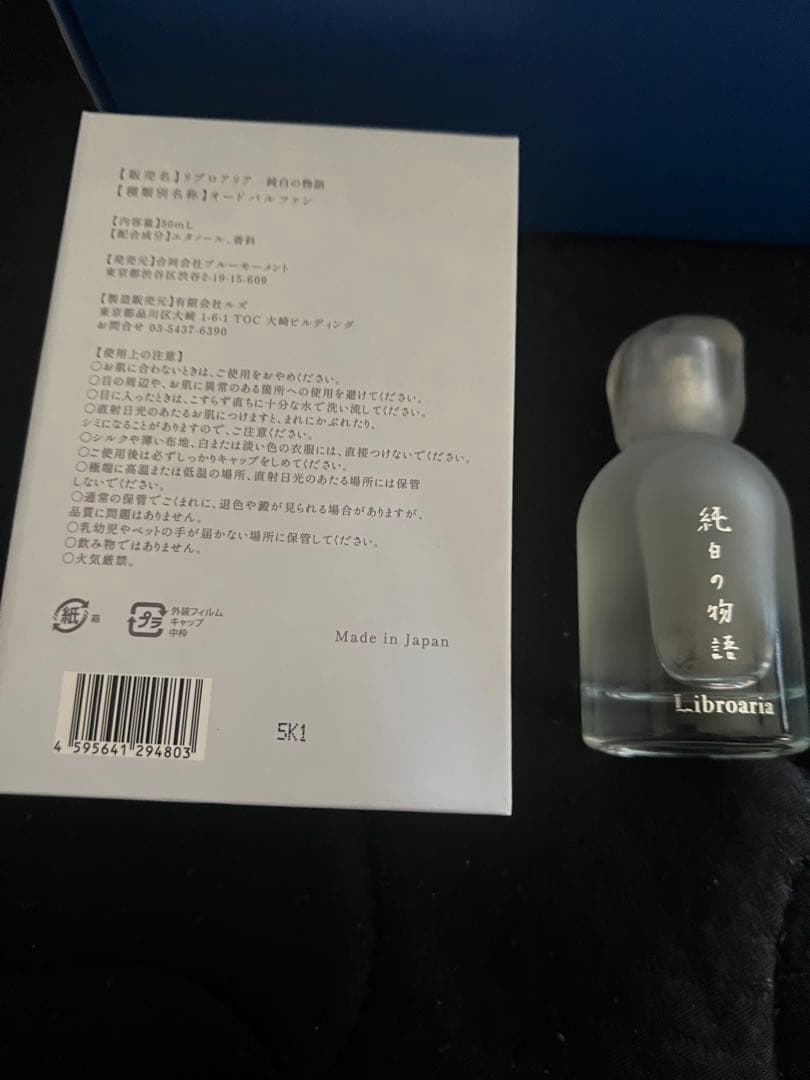 【販売名】リブロアリア 純白の物語
【種類別名称】オードパルファン
【内容量】50mL
【配合成分】エタノール、香料
【発売元】合同会社ブルーモーメント
東京都渋谷区渋谷2-19-15-609
【製造販売元】有限会社ルズ
東京都品川区大崎 1-6-1 TOC 大崎ビルディング
お問合せ 03-5437-6390
【使用上の注意】
○お肌に合わないときは、ご使用をおやめください。
○目の周辺や、お肌に異常のある箇所への使用を避けてください。
○目に入ったときは、こすらず直ちに十分な水で洗い流してください。
○直射日光のあたるお肌につけますと、まれにかぶれたり、
シミになることがありますので、ご注意ください。
○シルクや薄い布地、白または淡い色の衣服には、直接つけないでください。
○ご使用後は必ずしっかりキャップをしめてください。
○極端に高温または低温の場所、直射日光のあたる場所には保管
しないでください。
○通常の保管でごくまれに、退色や澱が見られる場合がありますが、
品質に問題はありません。
○乳幼児やペットの手が届かない場所に保管してください。
○飲み物ではありません。
○火気厳禁。
紙 箱
プラ 外装フィルム
キャップ
中枠
Made in Japan
4 595641 294803
5K1
純白の物語
Libroaria